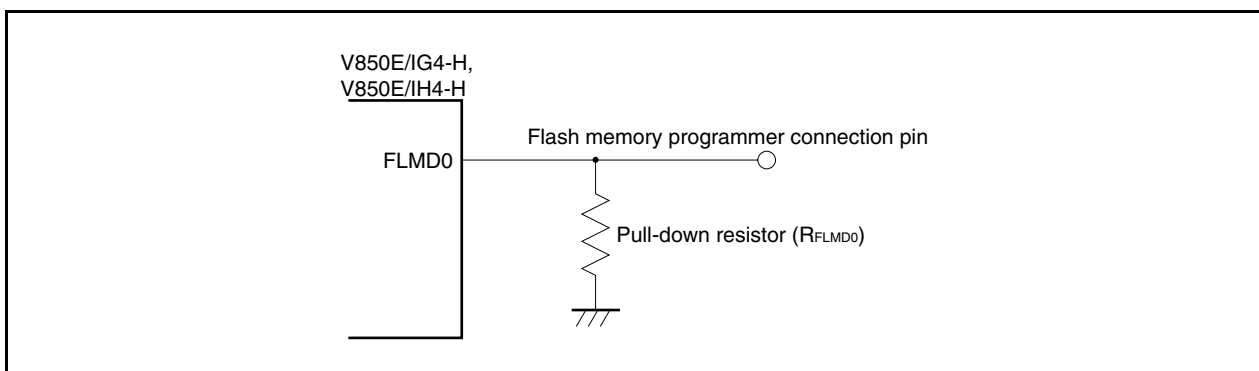 V850E/IG4-H,
V850E/IH4-H
Flash memory programmer connection pin
FLMD0
Pull-down resistor (RFLMD0)